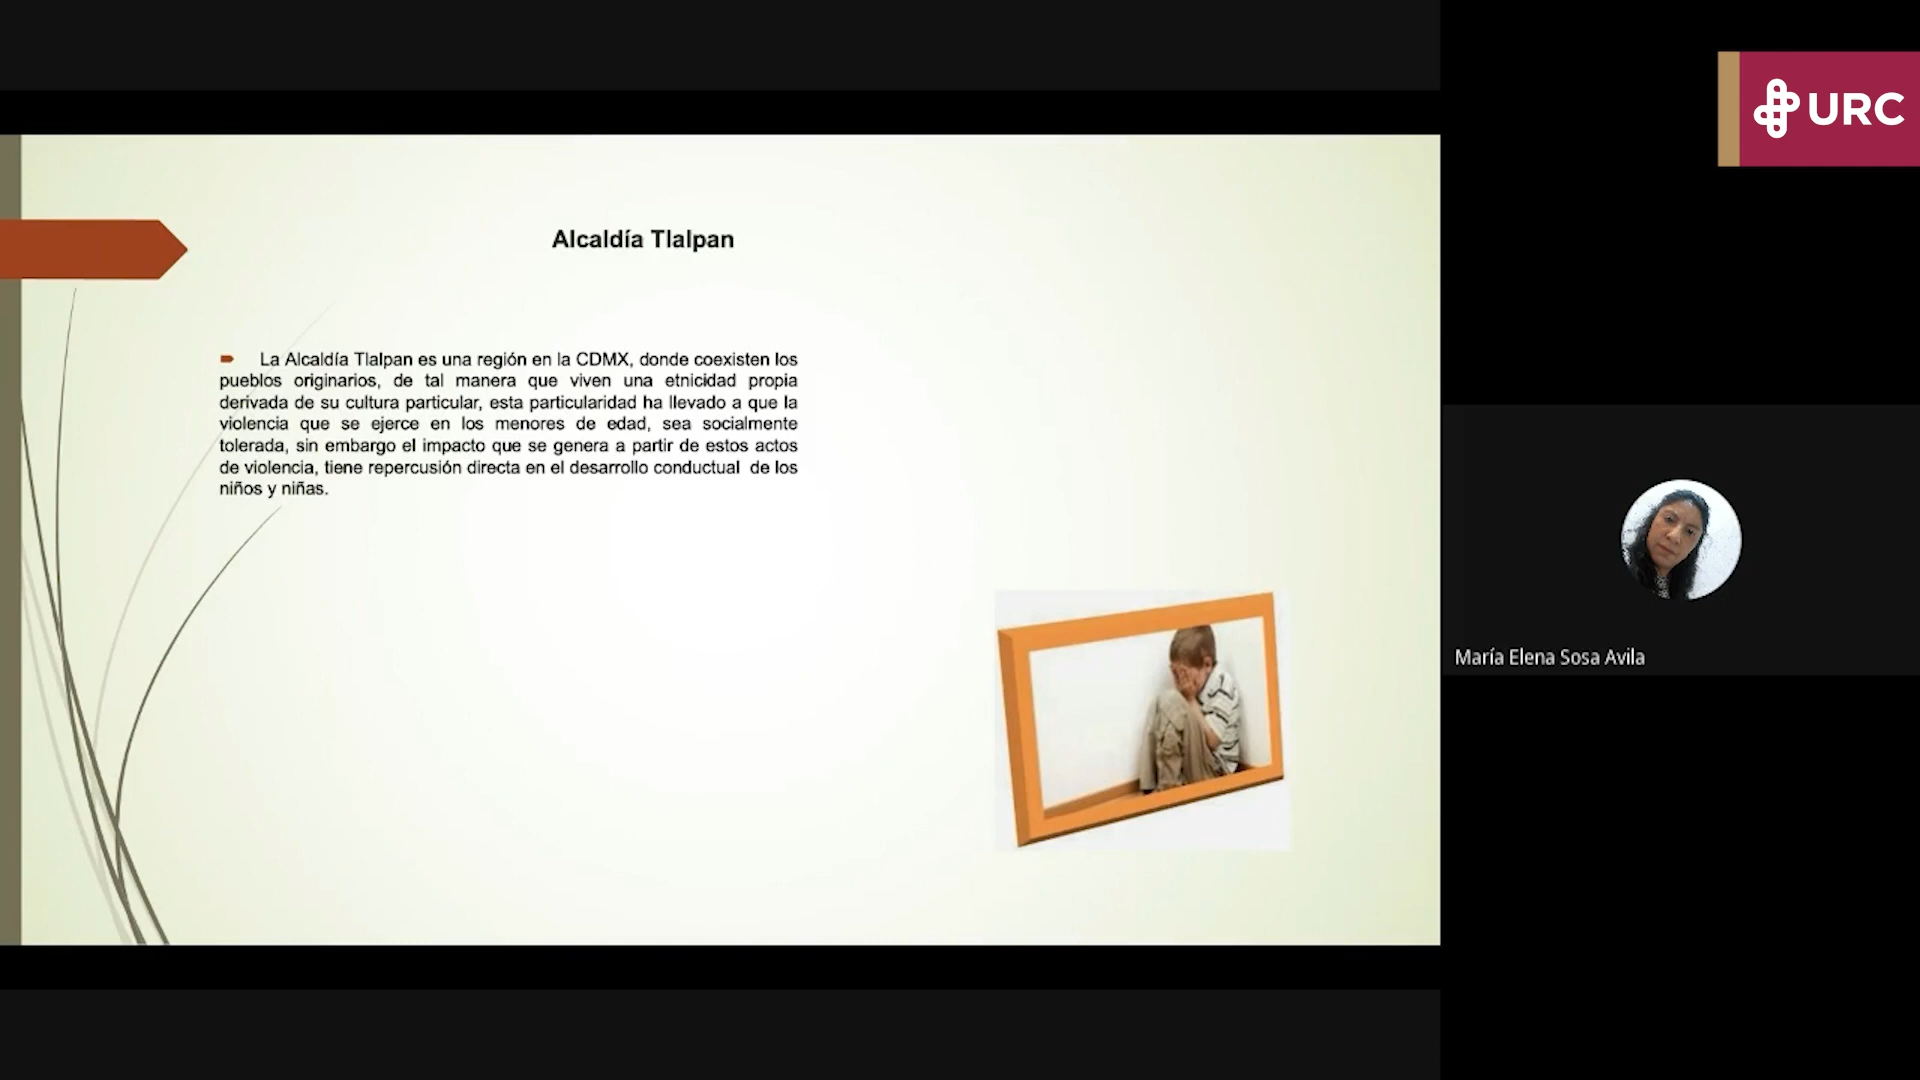 URC
Alcaldía Tlalpan
La Alcaldía Tlalpan es una región en la CDMX, donde coexisten los
pueblos originarios, de tal manera que viven una etnicidad propia
derivada de su cultura particular, esta particularidad ha llevado a que la
violencia que se ejerce en los menores de edad, sea socialmente
tolerada, sin embargo el impacto que se genera a partir de estos actos
de violencia, tiene repercusión directa en el desarrollo conductual de los
niños y niñas.
María Elena Sosa Avila